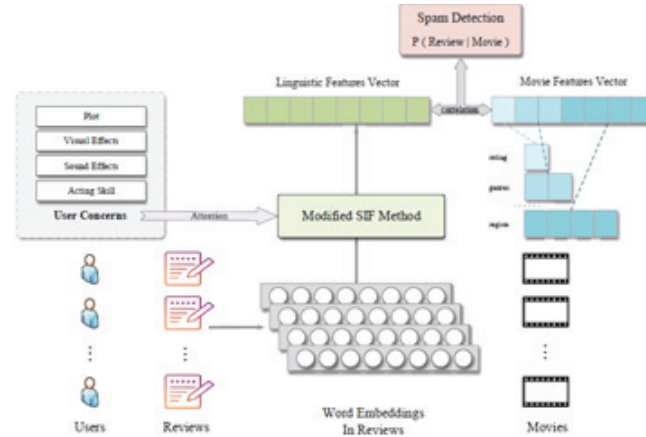 Spam Detection
P ( Review | Movie )
Linguistic Features Vector
Movie Features Vector
correlation
Plot
Visual Effects
Sound Effects
Acting Skill
User Concerns
Attention
Modified SIF Method
rating
genres
region
Users
Reviews
Word Embeddings
In Reviews
Movies